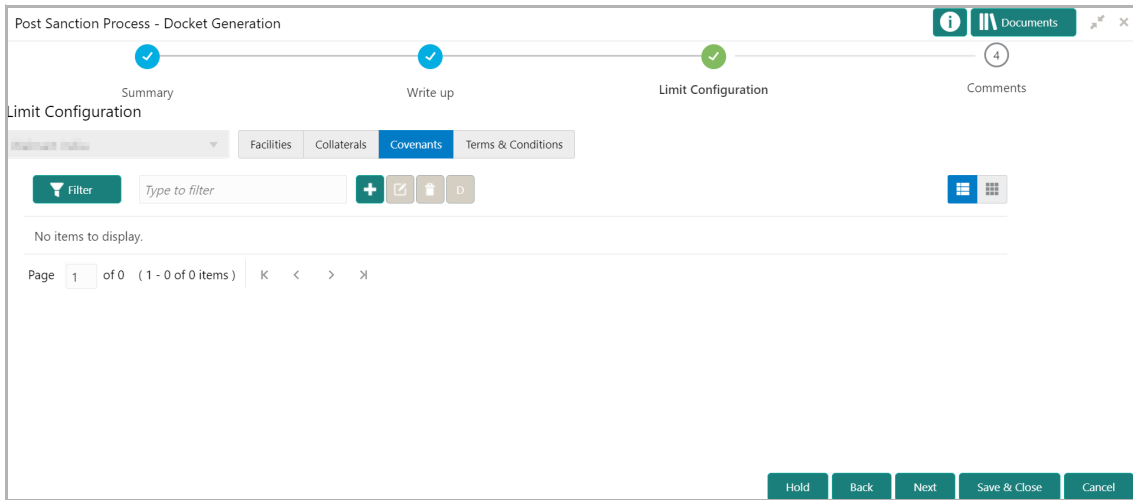 Post Sanction Process - Docket Generation
i Documents
4
Summary Write up Limit Configuration Comments
Limit Configuration
Facilities Collaterals Covenants Terms & Conditions
Filter Type to filter D
No items to display.
Page 1 of 0 ( 1 - 0 of 0 items )
Hold Back Next Save & Close Cancel